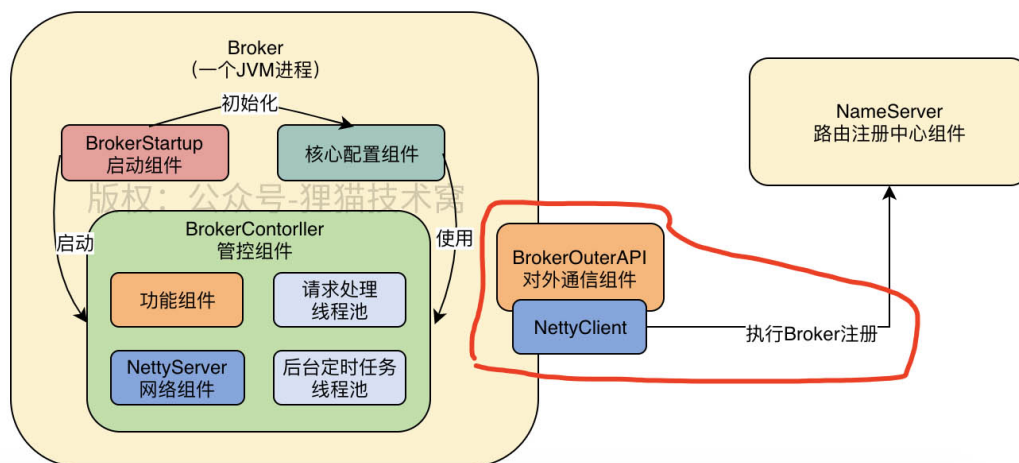 Broker
（一个JVM进程）
初始化
BrokerStartup
启动组件
核心配置组件
版权：公众号-狸猫技术窝
启动
使用
BrokerContorller
管控组件
功能组件
请求处理
线程池
NettyServer
网络组件
后台定时任务
线程池
BrokerOuterAPI
对外通信组件
NettyClient
执行Broker注册
NameServer
路由注册中心组件